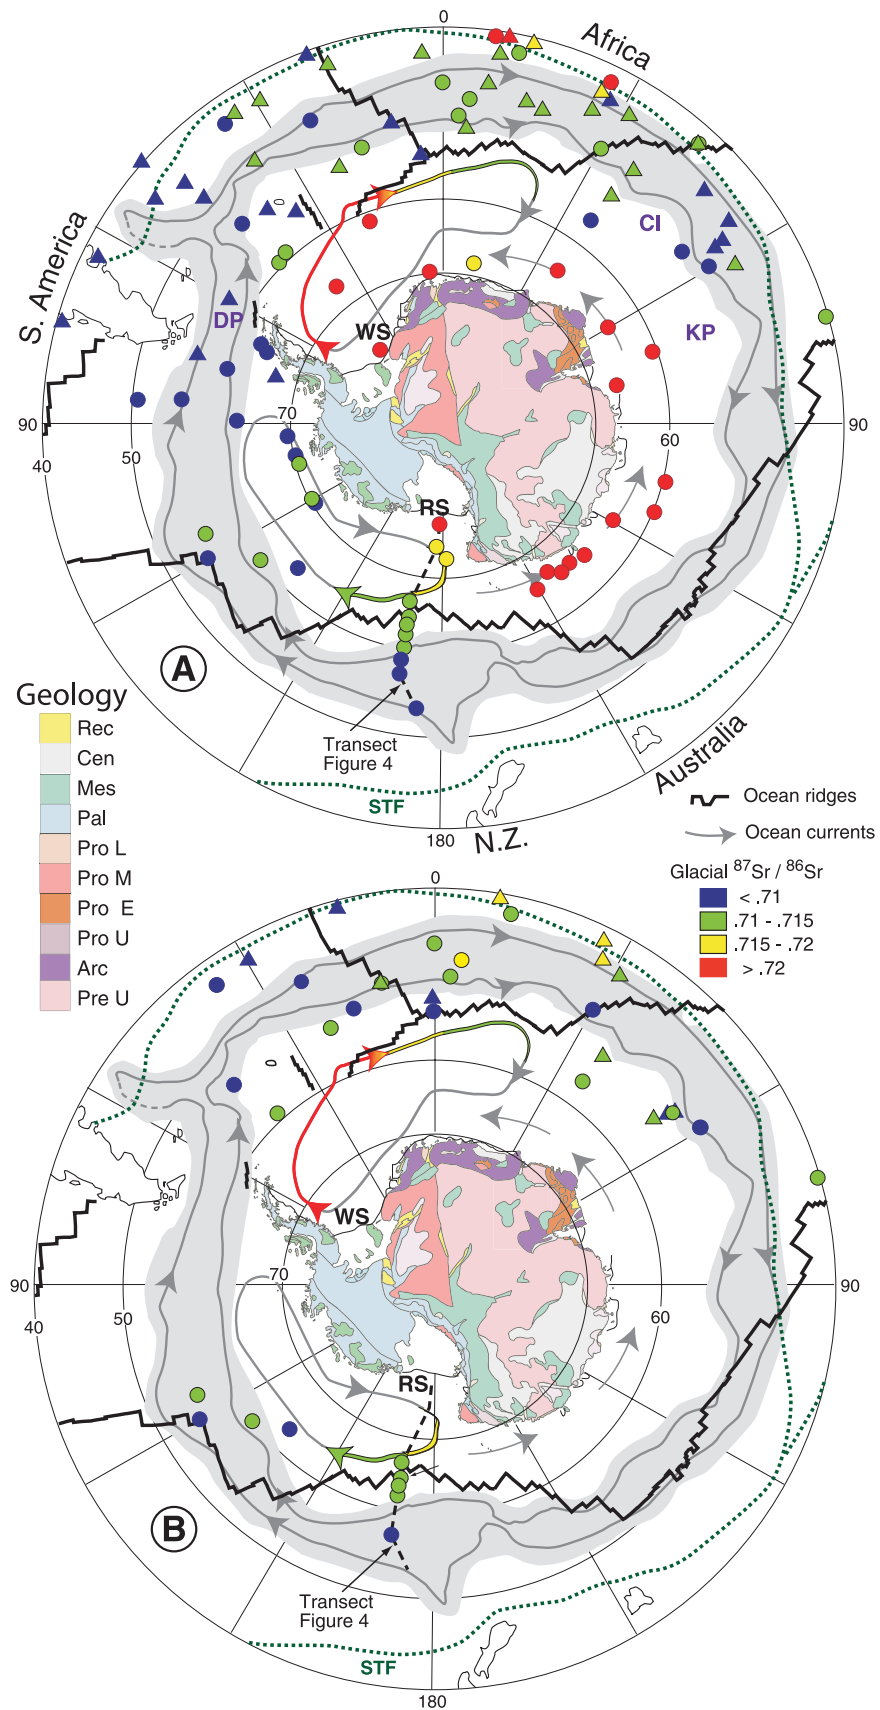 0
Africa
S. America
CI
DP
WS
KP
70
90
90
40
50
60
RS
A
Transect
Figure 4
STF
180
N.Z.
Australia
Geology
Rec
Cen
Mes
Pal
Pro L
Pro M
Pro E
Pro U
Arc
Pre U
Ocean ridges
Ocean currents
Glacial 87Sr / 86Sr
< .71
.71 - .715
.715 - .72
> .72
0
WS
70
90
90
40
50
60
RS
B
Transect
Figure 4
STF
180